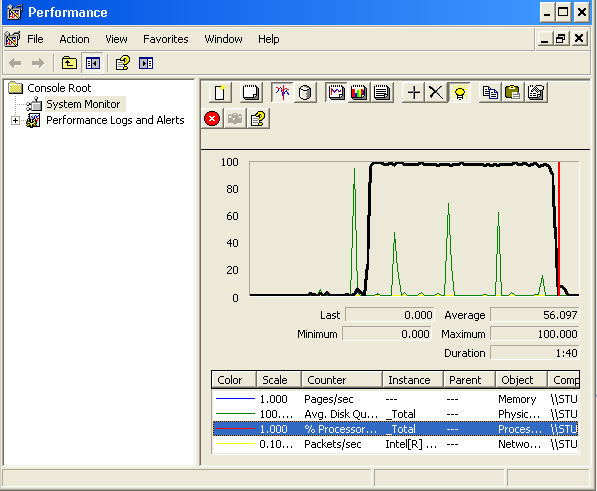 Performance
File Action View Favorites Window Help
Console Root
System Monitor
Performance Logs and Alerts
100
80
60
40
20
0
Last 0.000 Average 56.097
Minimum 0.000 Maximum 100.000
Duration 1:40
Color Scale Counter Instance Parent Object Comp
1.000 Pages/sec --- --- Memory \\STU
100.... Avg. Disk Qu... _Total --- Physic... \\STU
1.000 % Processor... _Total --- Proces... \\STU
0.10... Packets/sec Intel[R] ... --- Netwo... \\STU